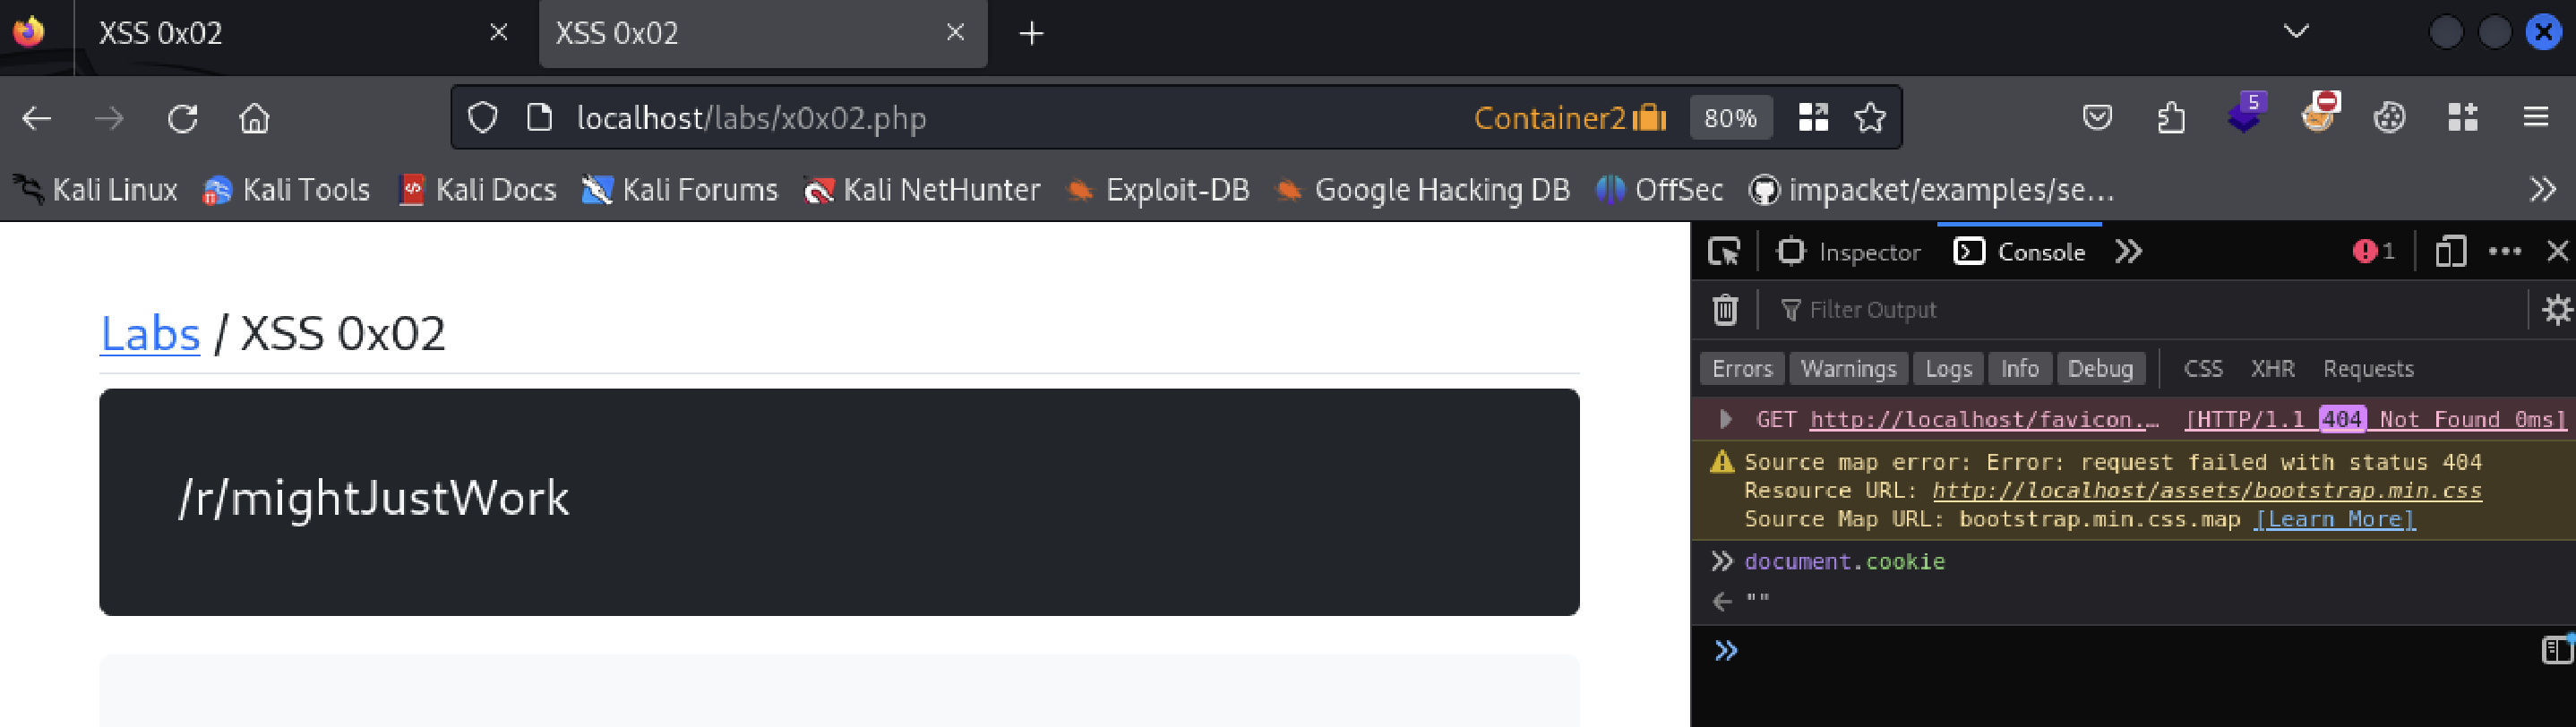 XSS 0x02
XSS 0x02
localhost/labs/x0x02.php Container2 80% 5
Kali Linux Kali Tools Kali Docs Kali Forums Kali NetHunter Exploit-DB Google Hacking DB OffSec impacket/examples/se…
Labs / XSS 0x02
/r/mightJustWork
Inspector Console 1
Filter Output
Errors Warnings Logs Info Debug CSS XHR Requests
GET http://localhost/favicon.… [HTTP/1.1 404 Not Found 0ms]
Source map error: Error: request failed with status 404
Resource URL: http://localhost/assets/bootstrap.min.css
Source Map URL: bootstrap.min.css.map [Learn More]
document.cookie
""